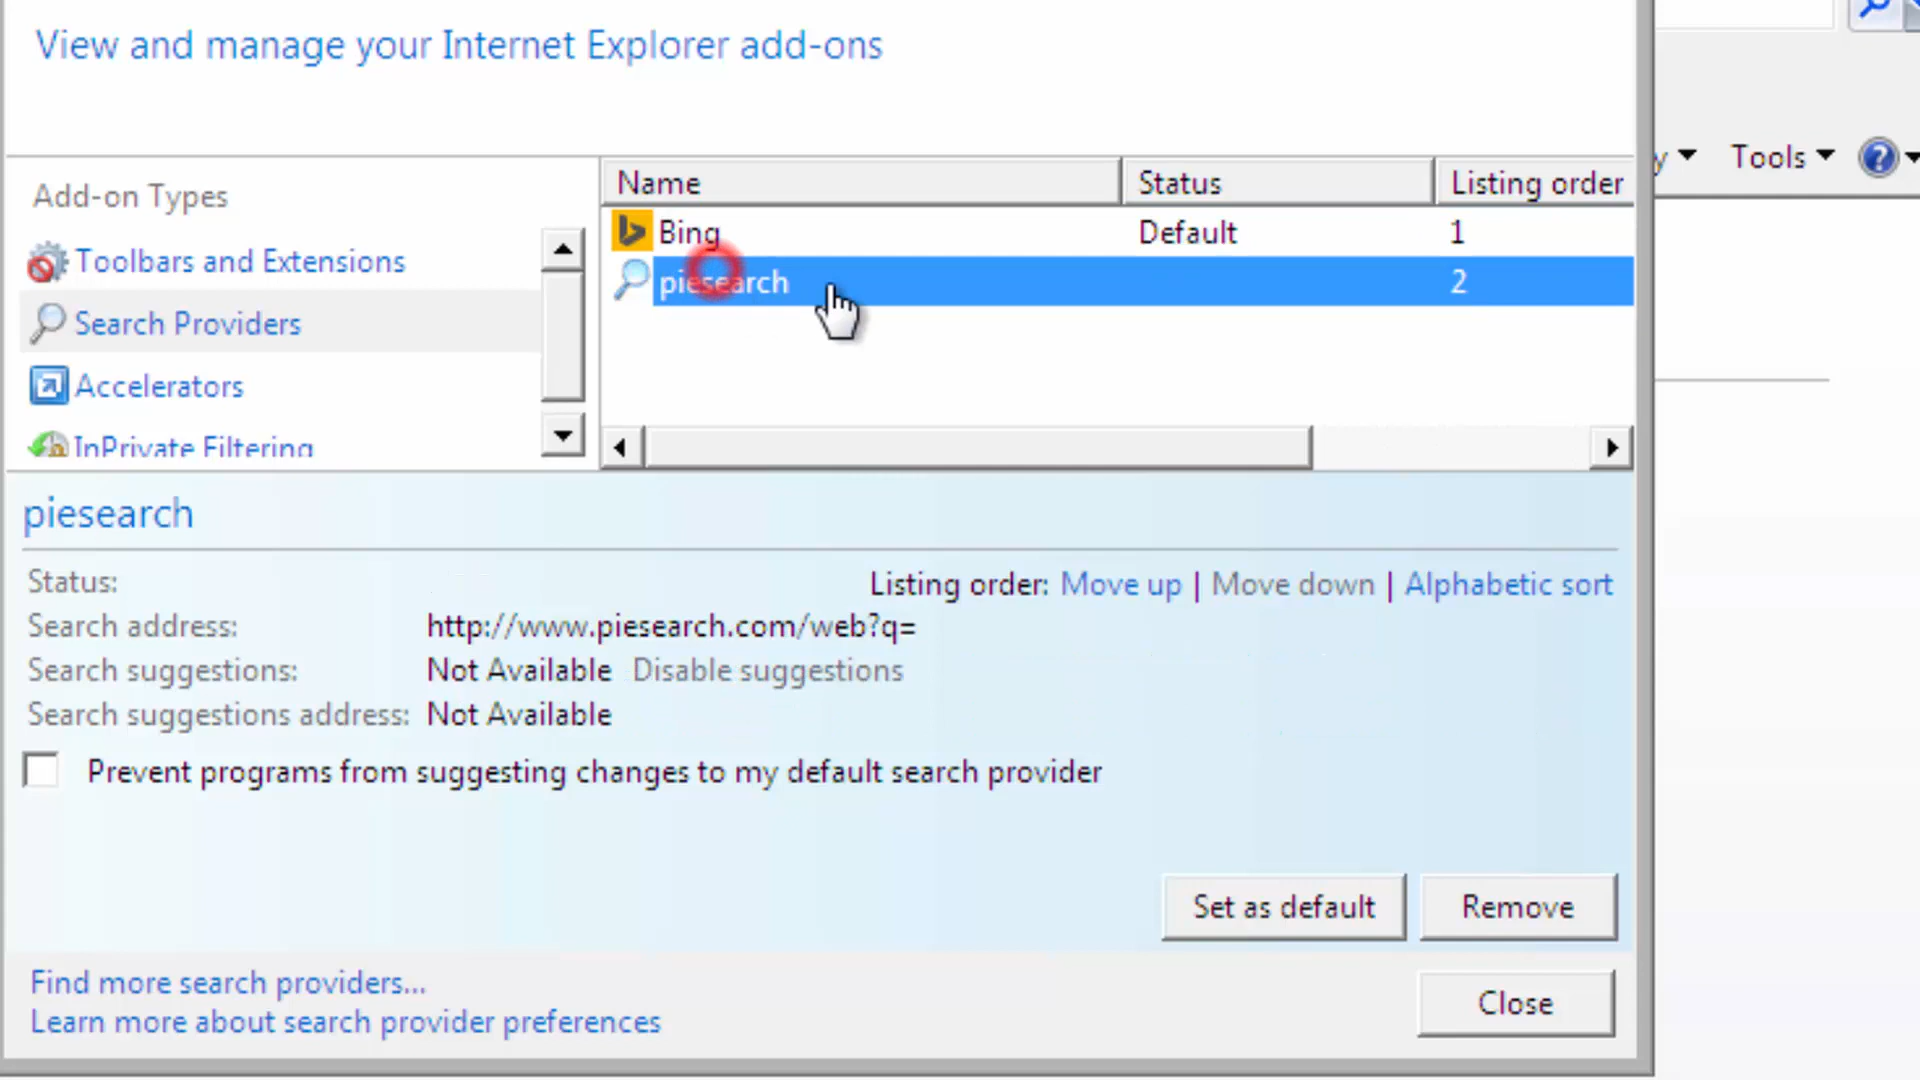 View and manage your Internet Explorer add-ons
y Tools
Add-on Types
Name Status Listing order
Toolbars and Extensions
Search Providers
Accelerators
InPrivate Filtering
Bing Default 1
piesearch 2
piesearch
Status:
Listing order: Move up | Move down | Alphabetic sort
Search address: http://www.piesearch.com/web?q=
Search suggestions: Not Available Disable suggestions
Search suggestions address: Not Available
Prevent programs from suggesting changes to my default search provider
Set as default Remove
Find more search providers...
Learn more about search provider preferences
Close